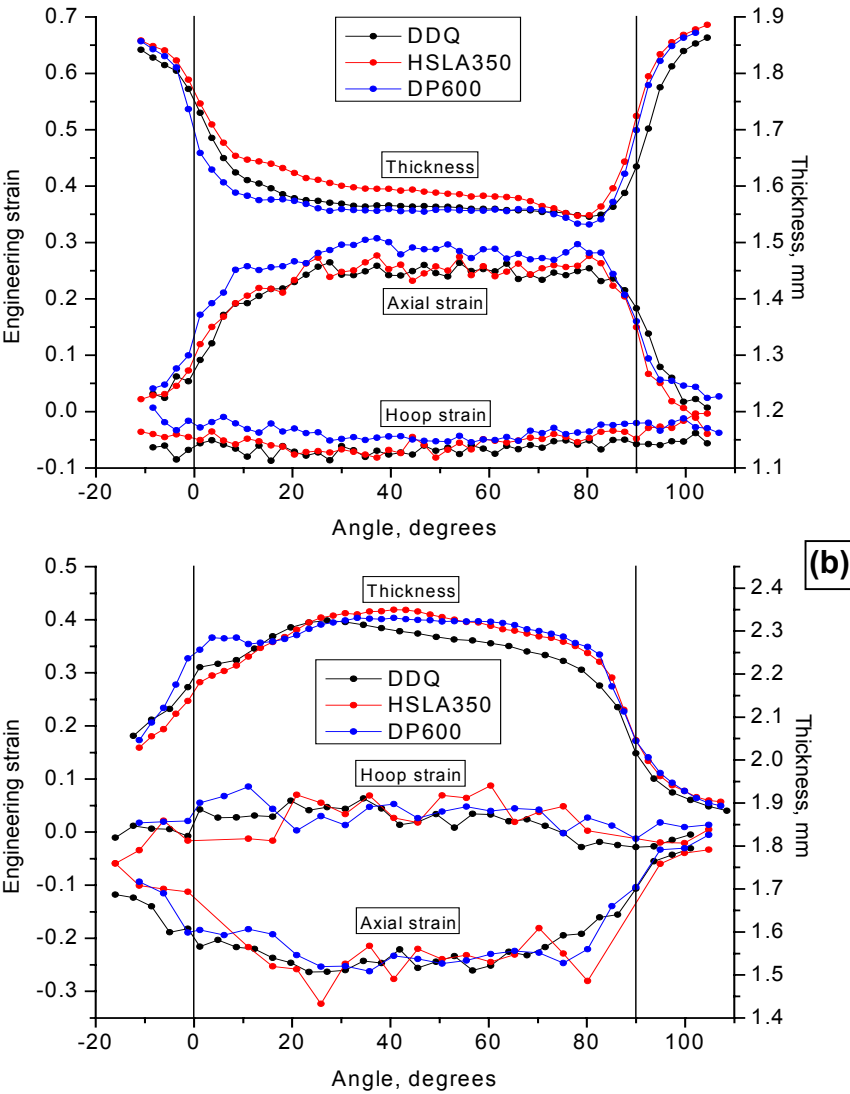 0.7
0.6
0.5
0.4
0.3
0.2
0.1
0.0
-0.1
Engineering strain
1.9
1.8
1.7
1.6
1.5
1.4
1.3
1.2
1.1
Thickness, mm
DDQ
HSLA350
DP600
Thickness
Axial strain
Hoop strain
-20 0 20 40 60 80 100
Angle, degrees
(b)
0.5
0.4
0.3
0.2
0.1
0.0
-0.1
-0.2
-0.3
Engineering strain
2.4
2.3
2.2
2.1
2.0
1.9
1.8
1.7
1.6
1.5
1.4
Thickness, mm
Thickness
DDQ
HSLA350
DP600
Hoop strain
Axial strain
-20 0 20 40 60 80 100
Angle, degrees